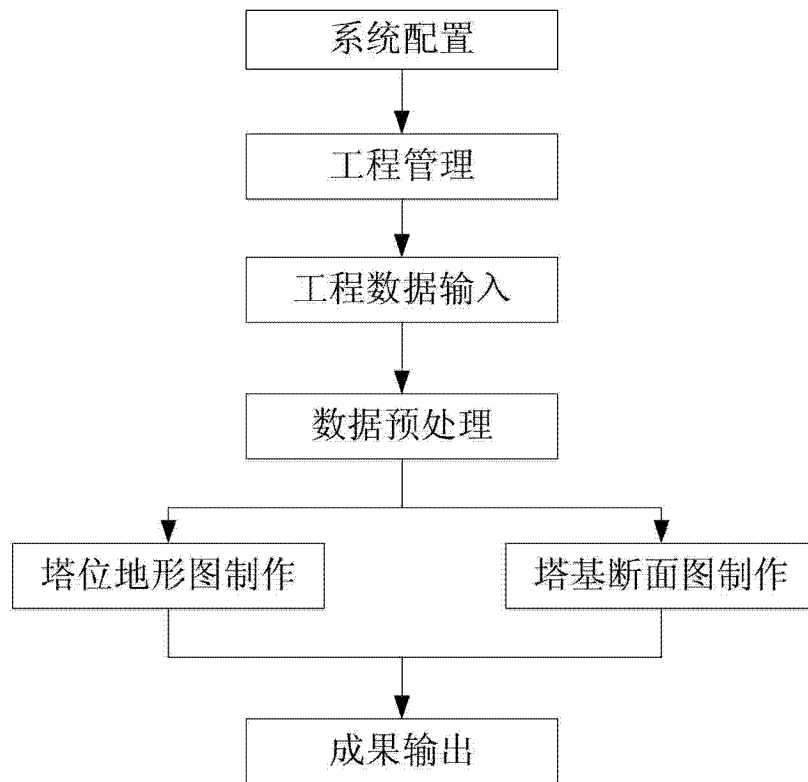 系统配置
工程管理
工程数据输入
数据预处理
塔位地形图制作
塔基断面图制作
成果输出